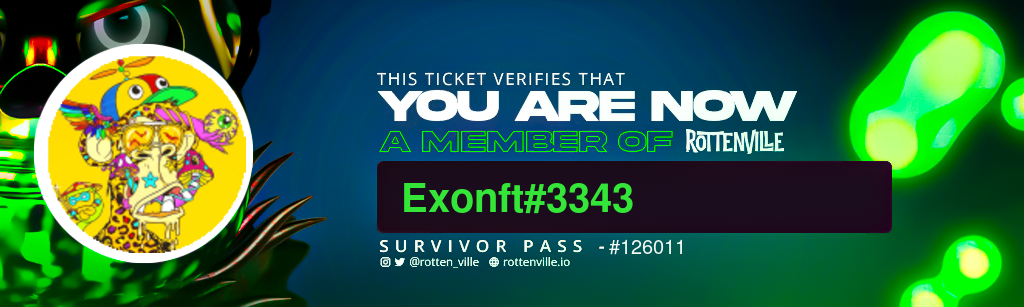 THIS TICKET VERIFIES THAT
YOU ARE NOW
A MEMBER OF ROTTENVILLE
Exonft#3343
SURVIVOR PASS - #126011
@rotten_ville rottenville.io